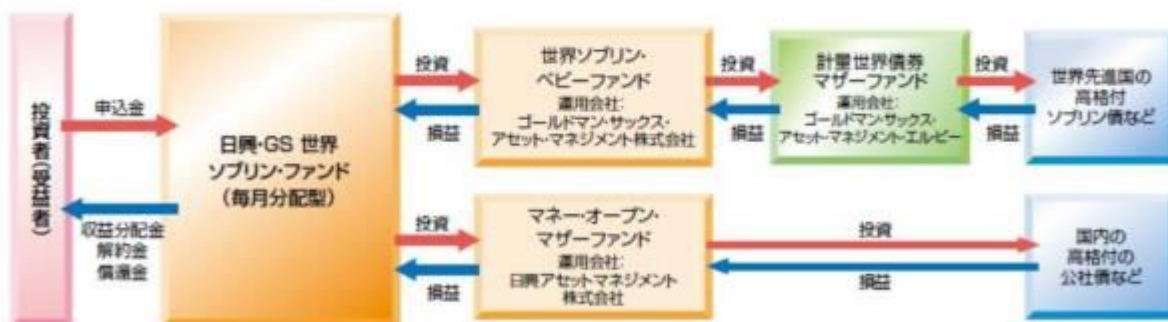 投資者(受益者)
申込金
収益分配金
解約金
償還金
日興・GS 世界
ソブリン・ファンド
(毎月分配型)
投資
損益
世界ソブリン・
ベビーファンド
運用会社:
ゴールドマン・サックス・
アセット・マネジメント株式会社
投資
損益
計量世界債券
マザーファンド
運用会社:
ゴールドマン・サックス・
アセット・マネジメント・エルピー
投資
損益
世界先進国の
高格付
ソブリン債など
投資
損益
マネー・オープン・
マザーファンド
運用会社:
日興アセットマネジメント
株式会社
投資
損益
国内の
高格付の
公社債など